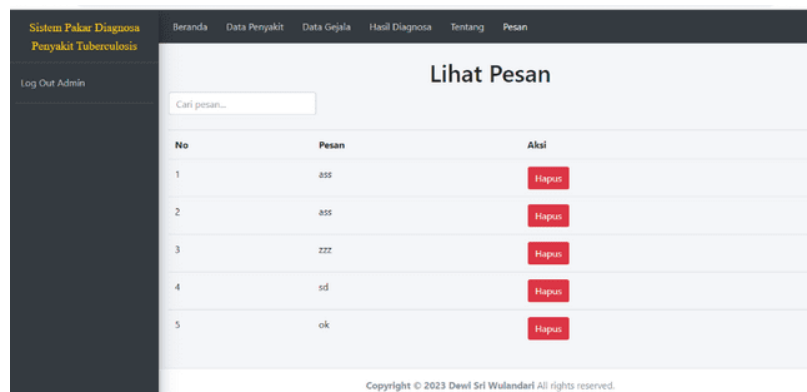 Sistem Pakar Diagnosa
Penyakit Tuberculosis
Beranda Data Penyakit Data Gejala Hasil Diagnosa Tentang Pesan
Log Out Admin
Lihat Pesan
Cari pesan...
No Pesan Aksi
1 ass Hapus
2 ass Hapus
3 zzz Hapus
4 sd Hapus
5 ok Hapus
Copyright © 2023 Dewi Sri Wulandari All rights reserved.